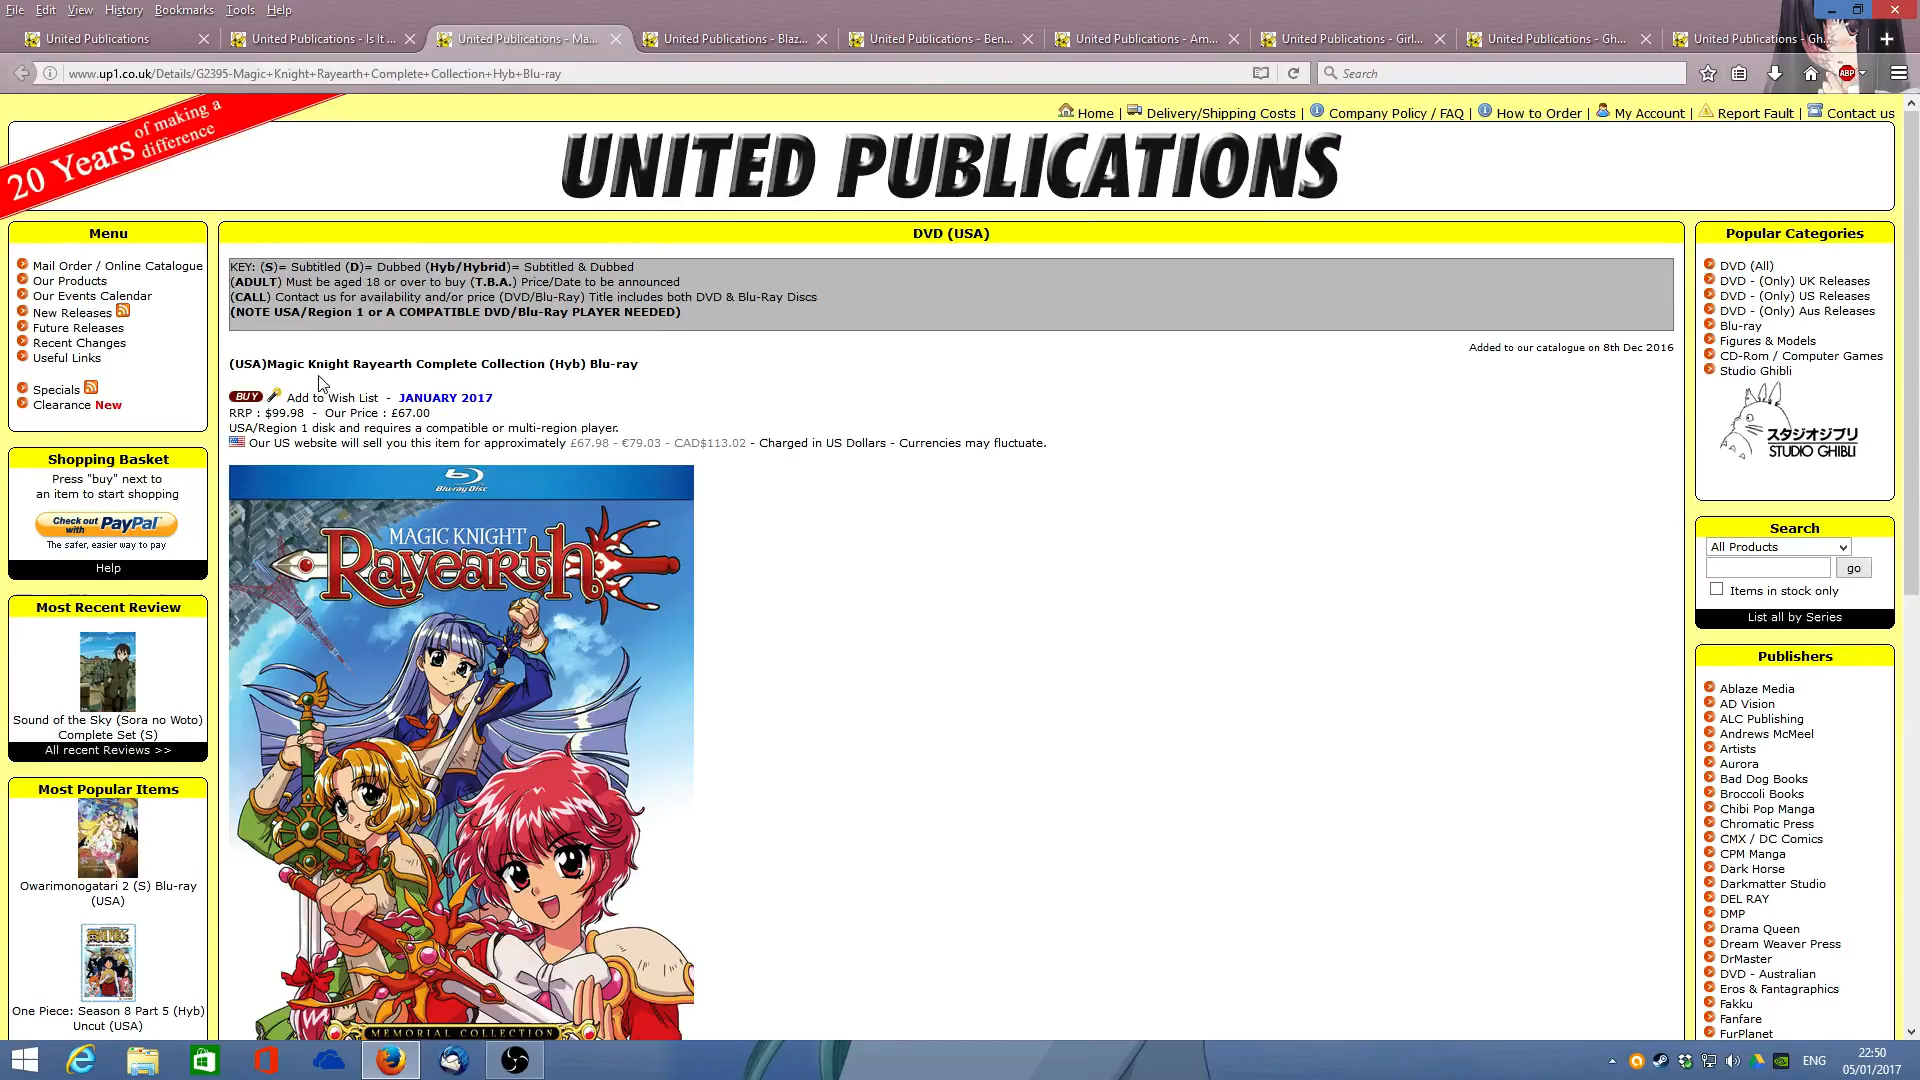 File Edit View History Bookmarks Tools Help
United Publications
United Publications - Is It ...
United Publications - Ma...
United Publications - Blaz...
United Publications - Ben...
United Publications - Am...
United Publications - Girl...
United Publications - Gh...
United Publications - Gh...
www.up1.co.uk/Details/G2395-Magic+Knight+Rayearth+Complete+Collection+Hyb+Blu-ray
Search
ABP
20 Years of making a difference
Home | Delivery/Shipping Costs | Company Policy / FAQ | How to Order | My Account | Report Fault | Contact us
UNITED PUBLICATIONS
Menu
Mail Order / Online Catalogue
Our Products
Our Events Calendar
New Releases
Future Releases
Recent Changes
Useful Links
Specials
Clearance New
Shopping Basket
Press "buy" next to
an item to start shopping
Check out with PayPal
The safer, easier way to pay
Help
Most Recent Review
Sound of the Sky (Sora no Woto)
Complete Set (S)
All recent Reviews >>
Most Popular Items
Owarimonogatari 2 (S) Blu-ray
(USA)
One Piece: Season 8 Part 5 (Hyb)
Uncut (USA)
DVD (USA)
KEY: (S)= Subtitled (D)= Dubbed (Hyb/Hybrid)= Subtitled & Dubbed
(ADULT) Must be aged 18 or over to buy (T.B.A.) Price/Date to be announced
(CALL) Contact us for availability and/or price (DVD/Blu-Ray) Title includes both DVD & Blu-Ray Discs
(NOTE USA/Region 1 or A COMPATIBLE DVD/Blu-Ray PLAYER NEEDED)
Added to our catalogue on 8th Dec 2016
(USA)Magic Knight Rayearth Complete Collection (Hyb) Blu-ray
BUY Add to Wish List - JANUARY 2017
RRP : $99.98 - Our Price : £67.00
USA/Region 1 disk and requires a compatible or multi-region player.
Our US website will sell you this item for approximately £67.98 - €79.03 - CAD$113.02 - Charged in US Dollars - Currencies may fluctuate.
Blu-ray Disc
MAGIC KNIGHT
Rayearth
MEMORIAL COLLECTION
Popular Categories
DVD (All)
DVD - (Only) UK Releases
DVD - (Only) US Releases
DVD - (Only) Aus Releases
Blu-ray
Figures & Models
CD-Rom / Computer Games
Studio Ghibli
スタジオジブリ
STUDIO GHIBLI
Search
All Products
go
Items in stock only
List all by Series
Publishers
Ablaze Media
AD Vision
ALC Publishing
Andrews McMeel
Artists
Aurora
Bad Dog Books
Broccoli Books
Chibi Pop Manga
Chromatic Press
CMX / DC Comics
CPM Manga
Dark Horse
Darkmatter Studio
DEL RAY
DMP
Drama Queen
Dream Weaver Press
DrMaster
DVD - Australian
Eros & Fantagraphics
Fakku
Fanfare
FurPlanet
ENG
22:50
05/01/2017